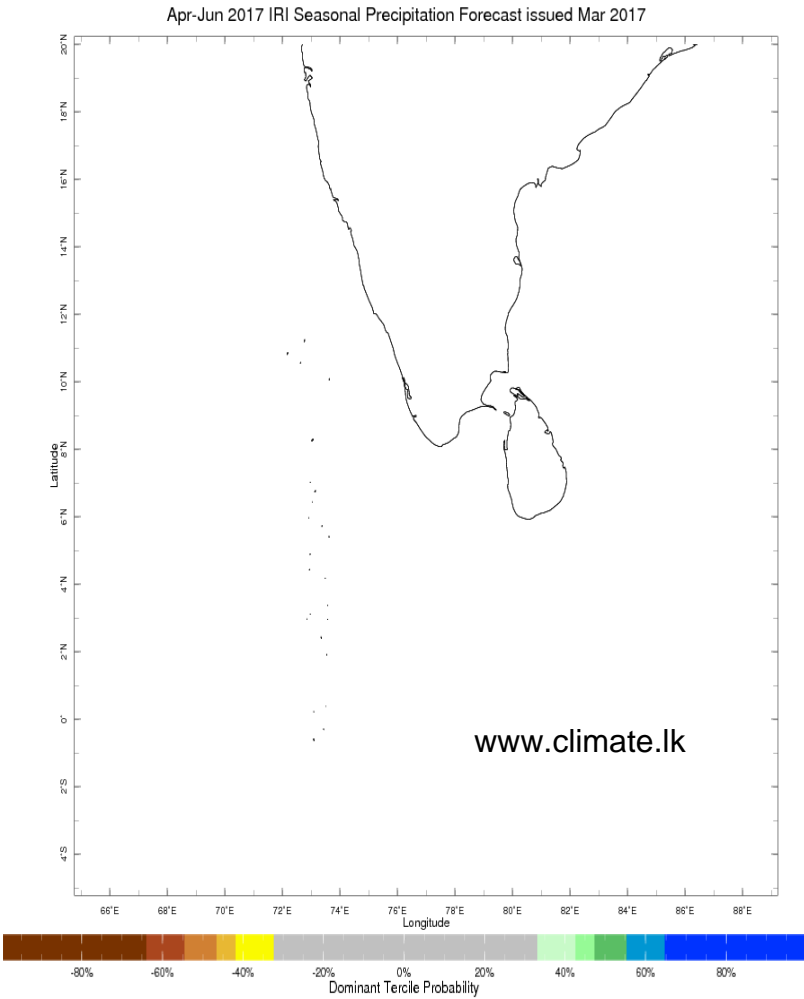 Apr-Jun 2017 IRI Seasonal Precipitation Forecast issued Mar 2017
20°N
18°N
16°N
14°N
12°N
10°N
8°N
6°N
4°N
2°N
0°
2°S
4°S
Latitude
www.climate.lk
66°E 68°E 70°E 72°E 74°E 76°E 78°E 80°E 82°E 84°E 86°E 88°E
Longitude
-80% -60% -40% -20% 0% 20% 40% 60% 80%
Dominant Tercile Probability